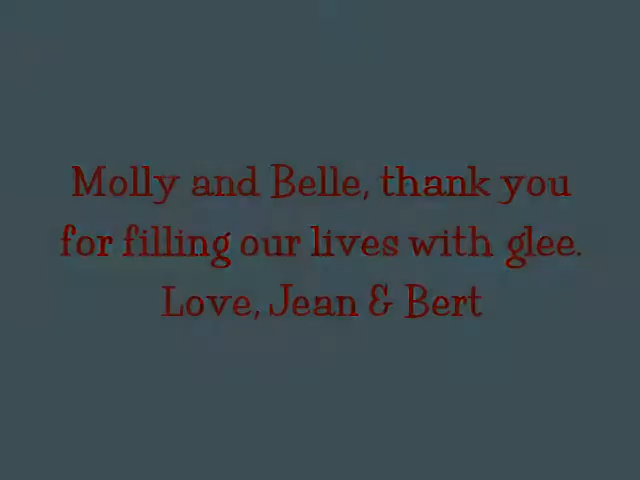 Molly and Belle, thank you
for filling our lives with glee.
Love, Jean & Bert